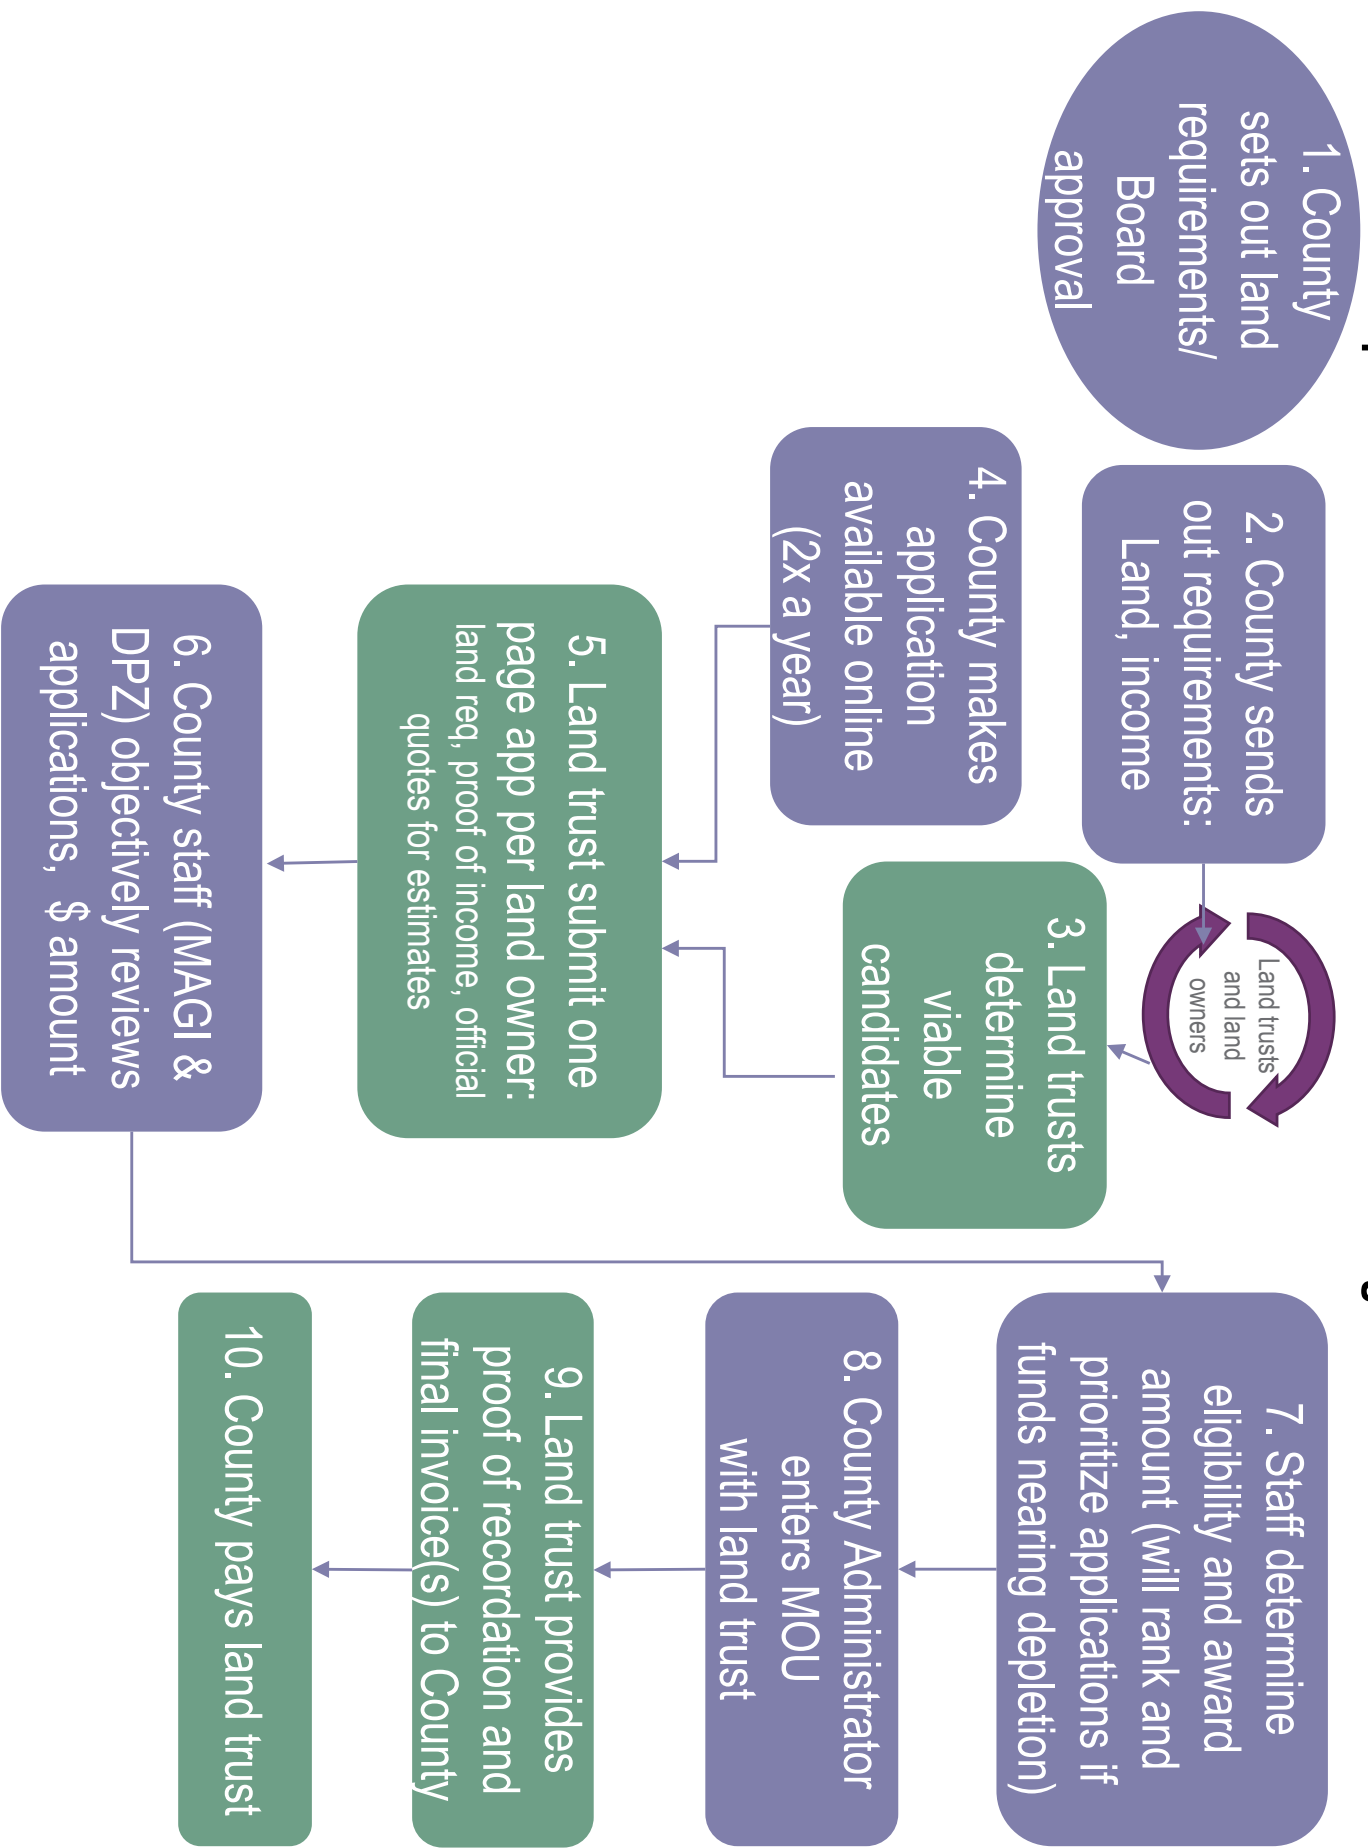 1. County
sets out land
requirements/
Board
approval
2. County sends
out requirements:
Land, income
Land trusts
and land
owners
3. Land trusts
determine
viable
candidates
4. County makes
application
available online
(2x a year)
5. Land trust submit one
page app per land owner:
land req, proof of income, official
quotes for estimates
6. County staff (MAGI &
DPZ) objectively reviews
applications, $ amount
7. Staff determine
eligibility and award
amount (will rank and
prioritize applications if
funds nearing depletion)
8. County Administrator
enters MOU
with land trust
9. Land trust provides
proof of recordation and
final invoice(s) to County
10. County pays land trust